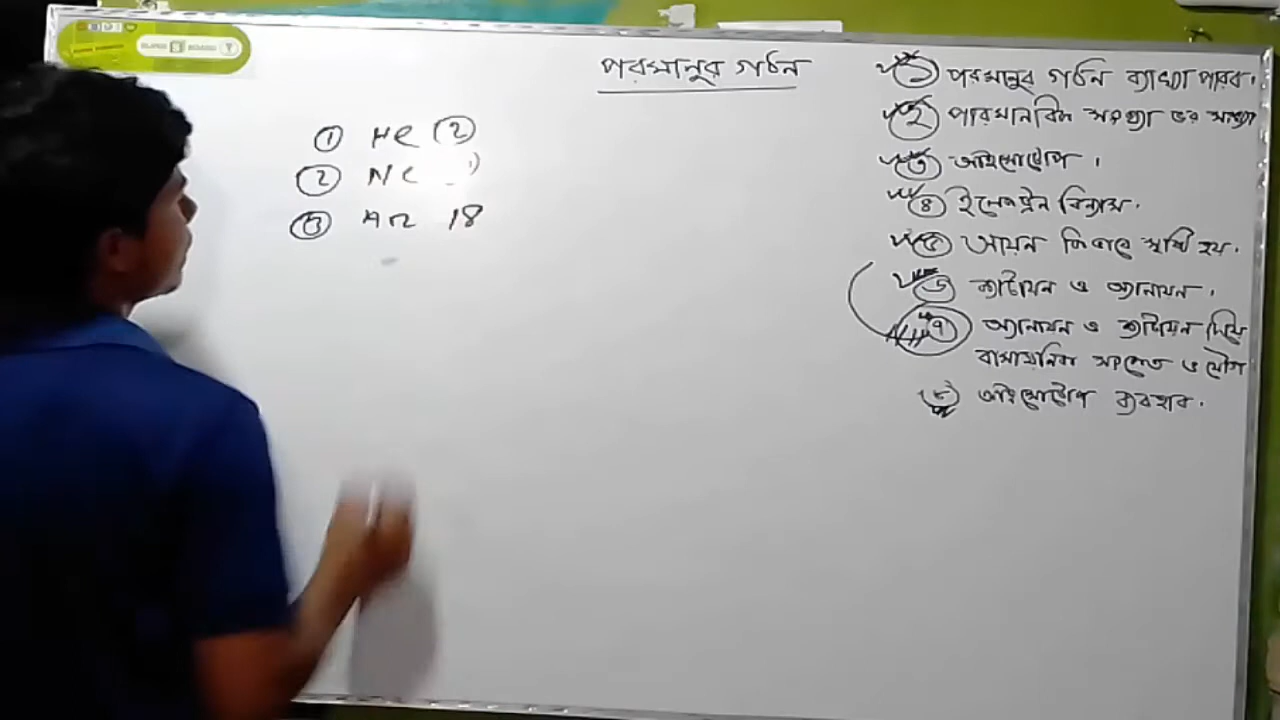 পরমানুর গঠন
① He ②
② Ne
③ Ar 18
১ পরমানুর গঠন ব্যাখ্যা পারব।
২ পারমানবিক সংখ্যা ভর সংখ্যা
৩ আইসোটোপ।
৪ ইলেকট্রন বিন্যাস।
৫ আয়ন কিভাবে সৃষ্টি হয়.
৬ ক্যাটায়ন ও অ্যানায়ন.
৭ অ্যানায়ন ও ক্যাটায়ন দিয়ে
রাসায়নিক সংকেত ও যৌগ
৮ আইসোটোপ ব্যবহার.